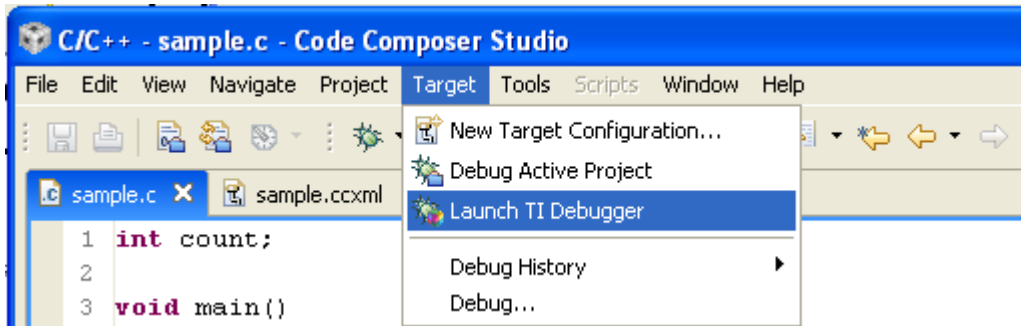 C/C++ - sample.c - Code Composer Studio
File Edit View Navigate Project Target Tools Scripts Window Help
New Target Configuration...
Debug Active Project
Launch TI Debugger
Debug History
Debug...
sample.c sample.ccxml
1 int count;
2
3 void main()